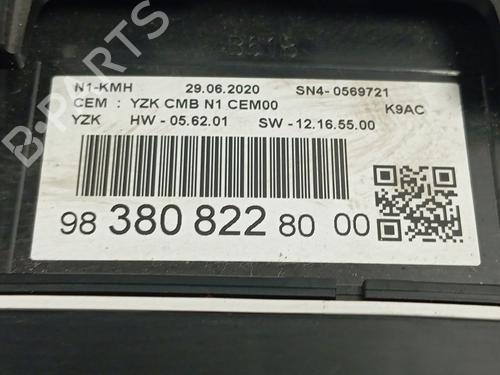 N1-KMH 29.06.2020 SN4- 0569721
CEM : YZK CMB N1 CEM00 K9AC
YZK HW - 05.62.01 SW -12.16.55.00
98 380 822 80 00
B-PARTS